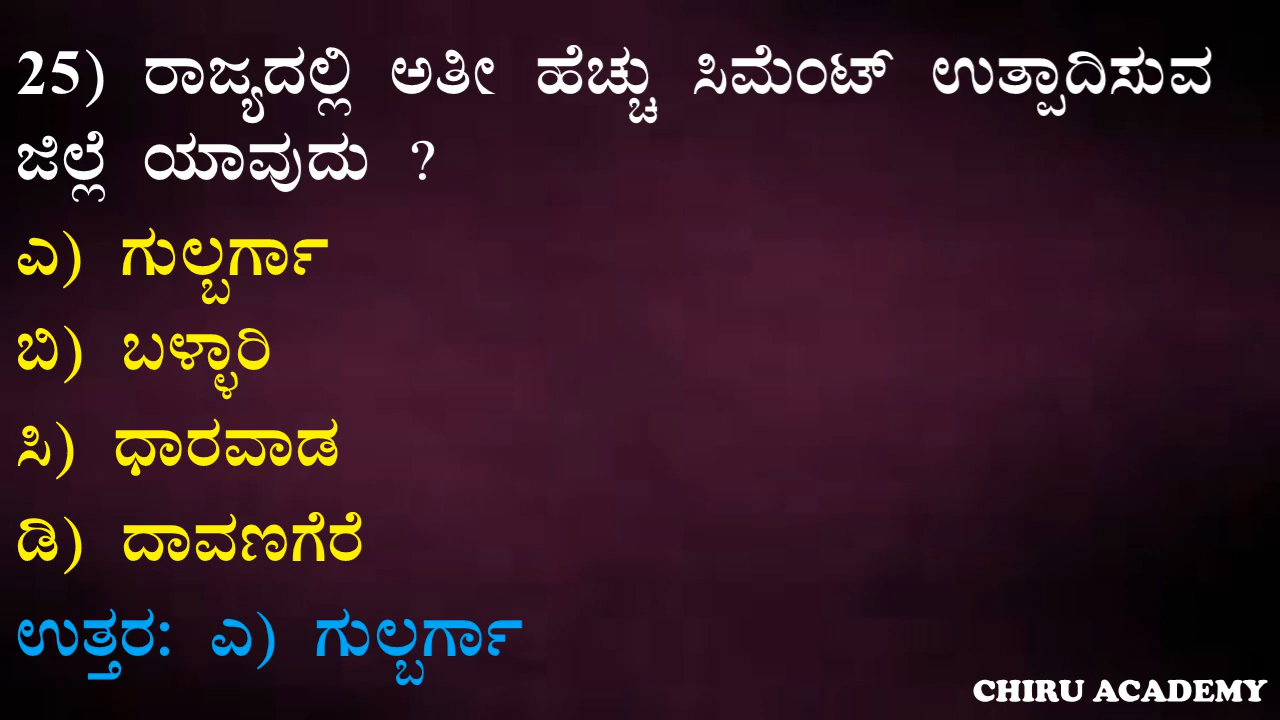 25) ರಾಜ್ಯದಲ್ಲಿ ಅತೀ ಹೆಚ್ಚು ಸಿಮೆಂಟ್ ಉತ್ಪಾದಿಸುವ
ಜಿಲ್ಲೆ ಯಾವುದು ?
ಎ) ಗುಲ್ಬರ್ಗಾ
ಬಿ) ಬಳ್ಳಾರಿ
ಸಿ) ಧಾರವಾಡ
ಡಿ) ದಾವಣಗೆರೆ
ಉತ್ತರ: ಎ) ಗುಲ್ಬರ್ಗಾ
CHIRU ACADEMY